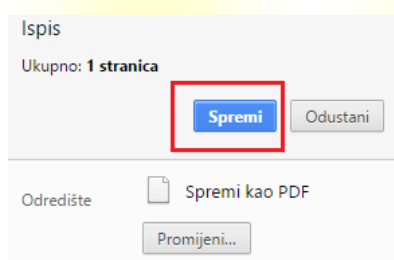 Ispis
Ukupno: 1 stranica
Spremi Odustani
Odredište Spremi kao PDF
Promijeni...